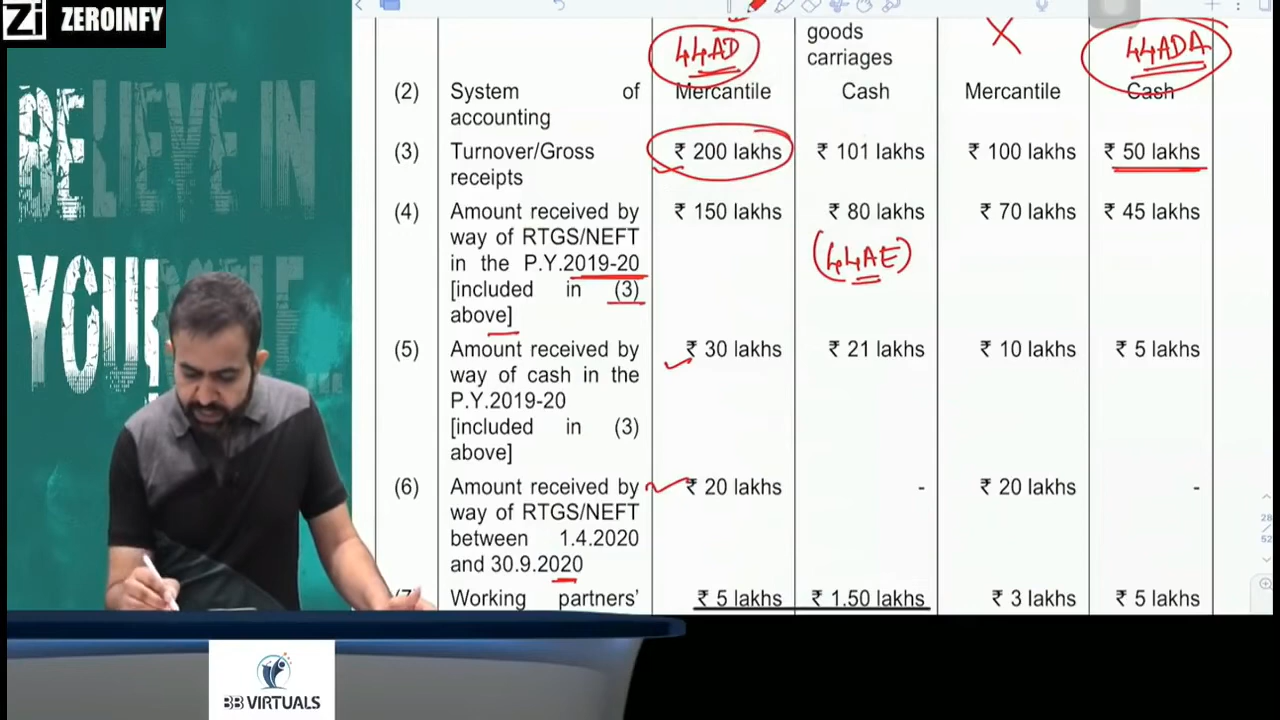 Zi ZEROINFY
BELIEVE IN
YOU
goods
carriages
44AD
X
44ADA
(2) System of accounting Mercantile Cash Mercantile Cash
(3) Turnover/Gross receipts ₹ 200 lakhs ₹ 101 lakhs ₹ 100 lakhs ₹ 50 lakhs
(4) Amount received by ₹ 150 lakhs ₹ 80 lakhs ₹ 70 lakhs ₹ 45 lakhs
way of RTGS/NEFT
in the P.Y.2019-20
(44AE)
[included in (3)
above]
(5) Amount received by ₹ 30 lakhs ₹ 21 lakhs ₹ 10 lakhs ₹ 5 lakhs
way of cash in the
P.Y.2019-20
[included in (3)
above]
(6) Amount received by ₹ 20 lakhs - ₹ 20 lakhs -
way of RTGS/NEFT
between 1.4.2020
and 30.9.2020
(7) Working partners' ₹ 5 lakhs ₹ 1.50 lakhs ₹ 3 lakhs ₹ 5 lakhs
28
52
BB VIRTUALS